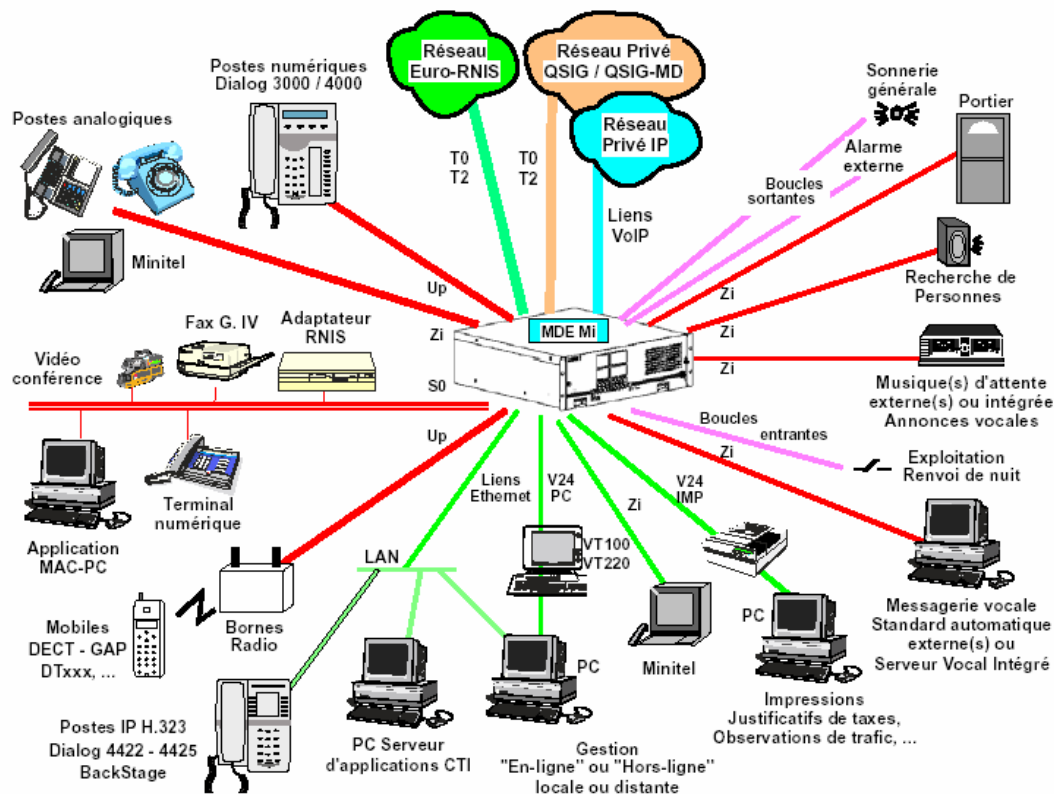 Réseau
Euro-RNIS
Réseau Privé
QSIG / QSIG-MD
Réseau
Privé IP
Postes numériques
Dialog 3000 / 4000
Sonnerie
générale
Portier
Postes analogiques
T0
T2
T0
T2
Alarme
externe
Boucles
sortantes
Liens
VoIP
Minitel
Up
Zi
Recherche de
Personnes
Zi
MDE Mi
Zi
Zi
Fax G. IV
Adaptateur
RNIS
Vidéo
conférence
S0
Musique(s) d'attente
externe(s) ou intégrée
Annonces vocales
Up
Boucles
entrantes
Zi
Exploitation
Renvoi de nuit
Liens
Ethernet
V24
PC
Zi
V24
IMP
Terminal
numérique
Application
MAC-PC
LAN
VT100
VT220
Mobiles
DECT - GAP
DTxxx, ...
Bornes
Radio
PC
Minitel
PC
Messagerie vocale
Standard automatique
externe(s) ou
Serveur Vocal Intégré
Impressions
Justificatifs de taxes,
Observations de trafic, ...
Postes IP H.323
Dialog 4422 - 4425
BackStage
PC Serveur
d'applications CTI
Gestion
"En-ligne" ou "Hors-ligne"
locale ou distante